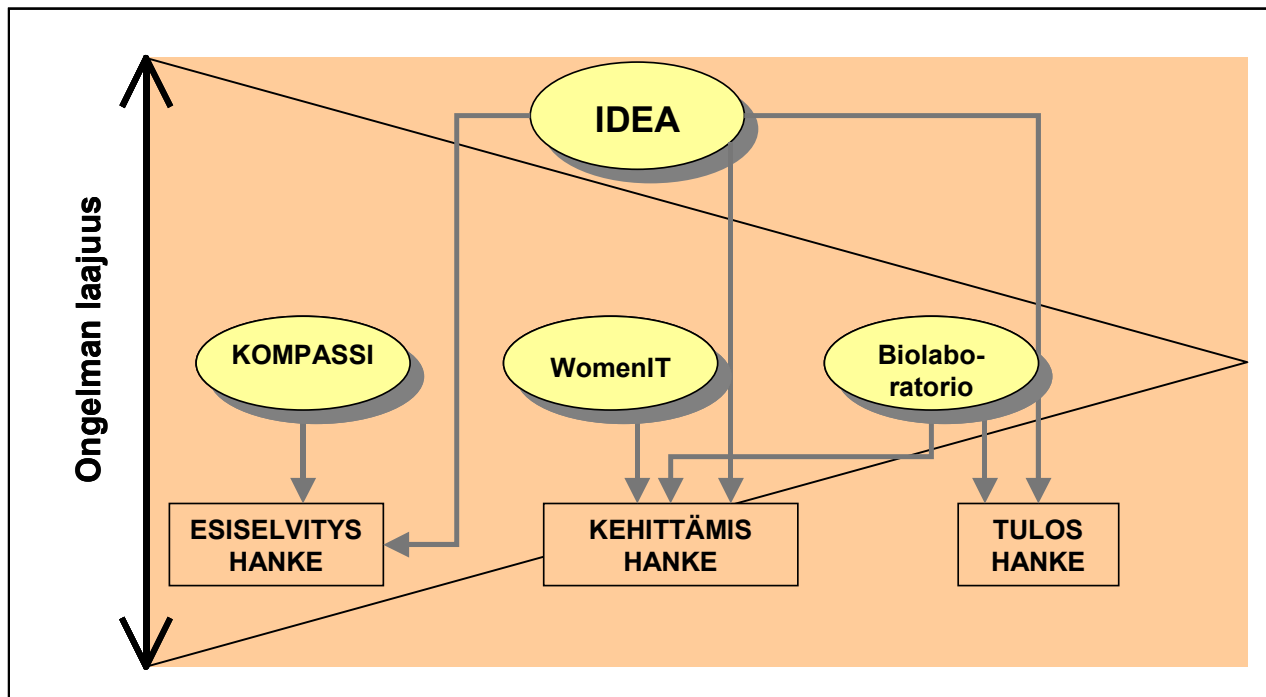 IDEA
Ongelman laajuus
KOMPASSI
WomenIT
Biolabo-
ratorio
ESISELVITYS
HANKE
KEHITTÄMIS
HANKE
TULOS
HANKE